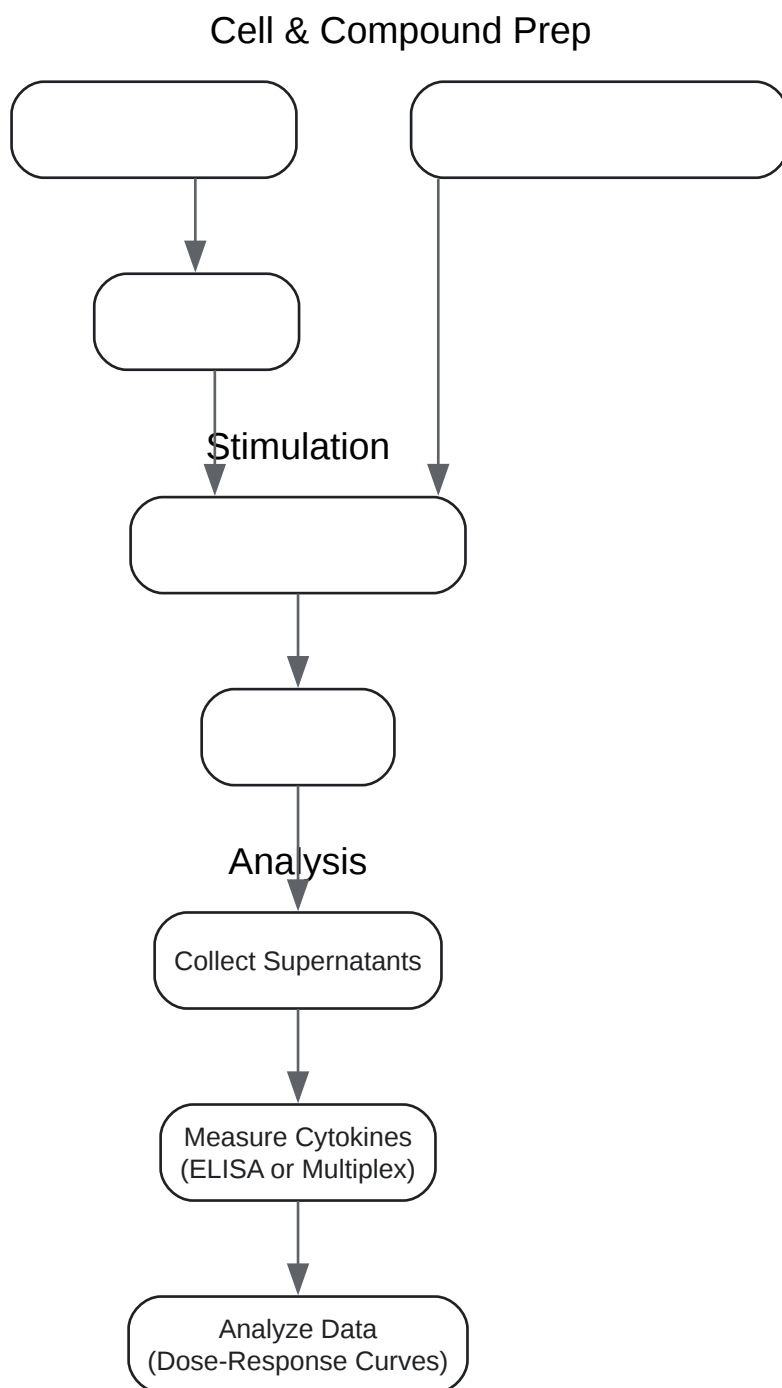 Cell & Compound Prep
Stimulation
Analysis
Collect Supernatants
Measure Cytokines
(ELISA or Multiplex)
Analyze Data
(Dose-Response Curves)